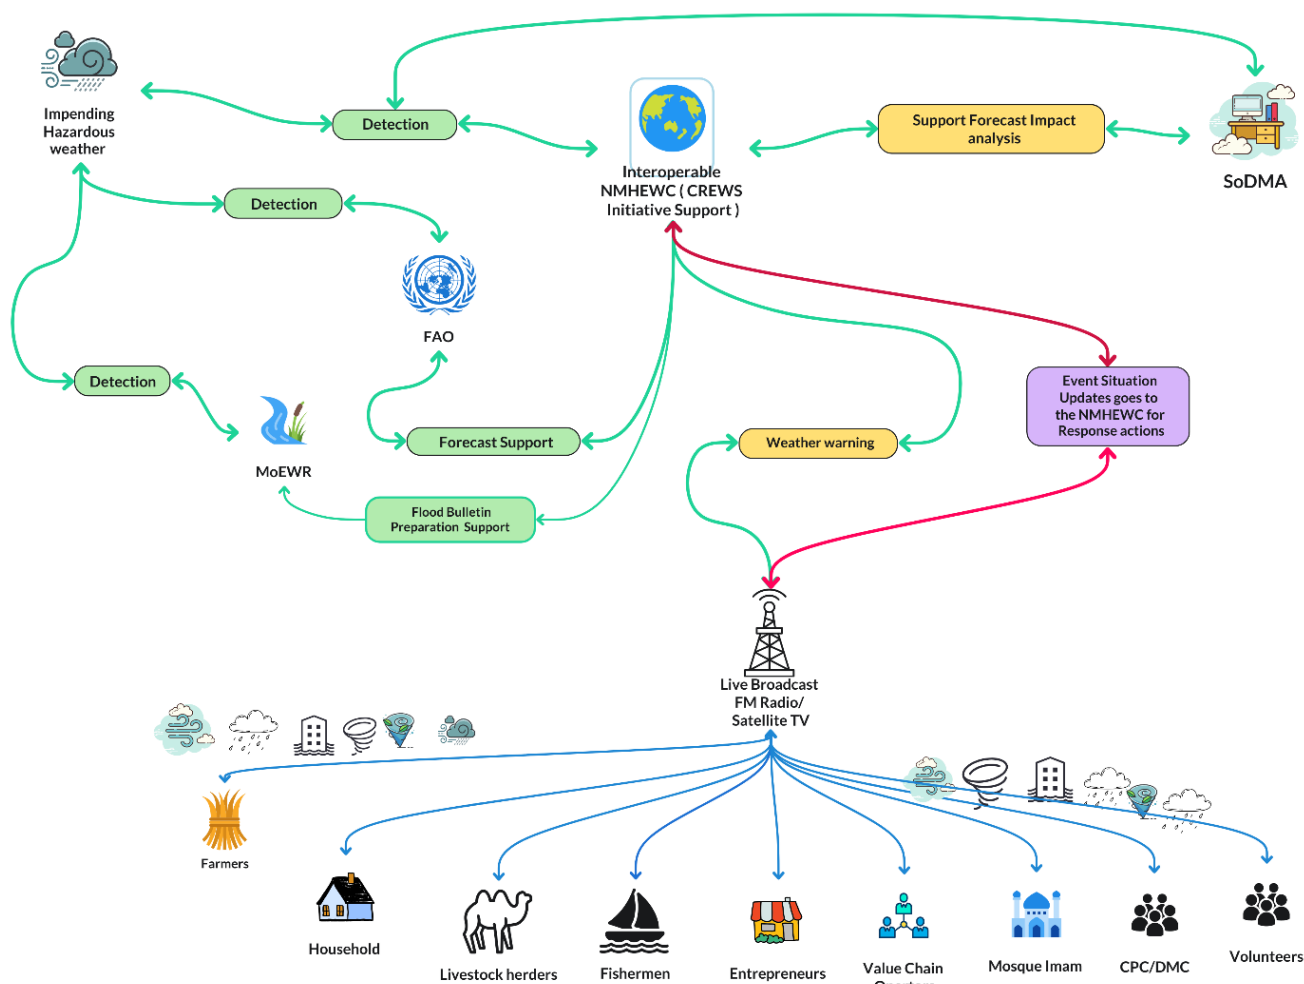 Impending
Hazardous
weather
Detection
Interoperable
NMHEWC ( CREWS
Initiative Support )
Support Forecast Impact
analysis
SoDMA
Detection
FAO
Detection
MoEWR
Forecast Support
Flood Bulletin
Preparation Support
Weather warning
Event Situation
Updates goes to
the NMHEWC for
Response actions
Live Broadcast
FM Radio/
Satellite TV
Farmers
Household
Livestock herders
Fishermen
Entrepreneurs
Value Chain
Mosque Imam
CPC/DMC
Volunteers